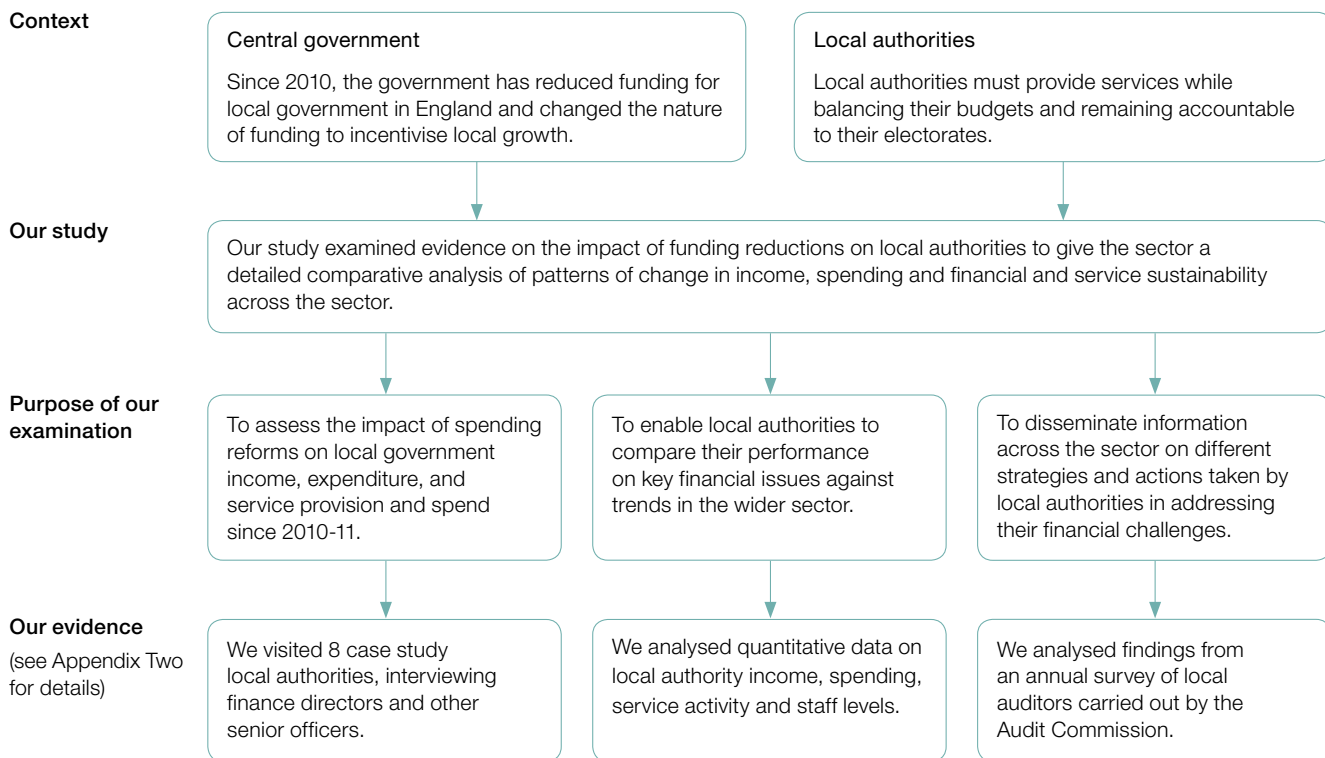 Context
Central government
Since 2010, the government has reduced funding for
local government in England and changed the nature
of funding to incentivise local growth.
Local authorities
Local authorities must provide services while
balancing their budgets and remaining accountable
to their electorates.
Our study
Our study examined evidence on the impact of funding reductions on local authorities to give the sector a
detailed comparative analysis of patterns of change in income, spending and financial and service sustainability
across the sector.
Purpose of our
examination
To assess the impact of spending
reforms on local government
income, expenditure, and
service provision and spend
since 2010-11.
To enable local authorities to
compare their performance
on key financial issues against
trends in the wider sector.
To disseminate information
across the sector on different
strategies and actions taken by
local authorities in addressing
their financial challenges.
Our evidence
(see Appendix Two
for details)
We visited 8 case study
local authorities, interviewing
finance directors and other
senior officers.
We analysed quantitative data on
local authority income, spending,
service activity and staff levels.
We analysed findings from
an annual survey of local
auditors carried out by the
Audit Commission.